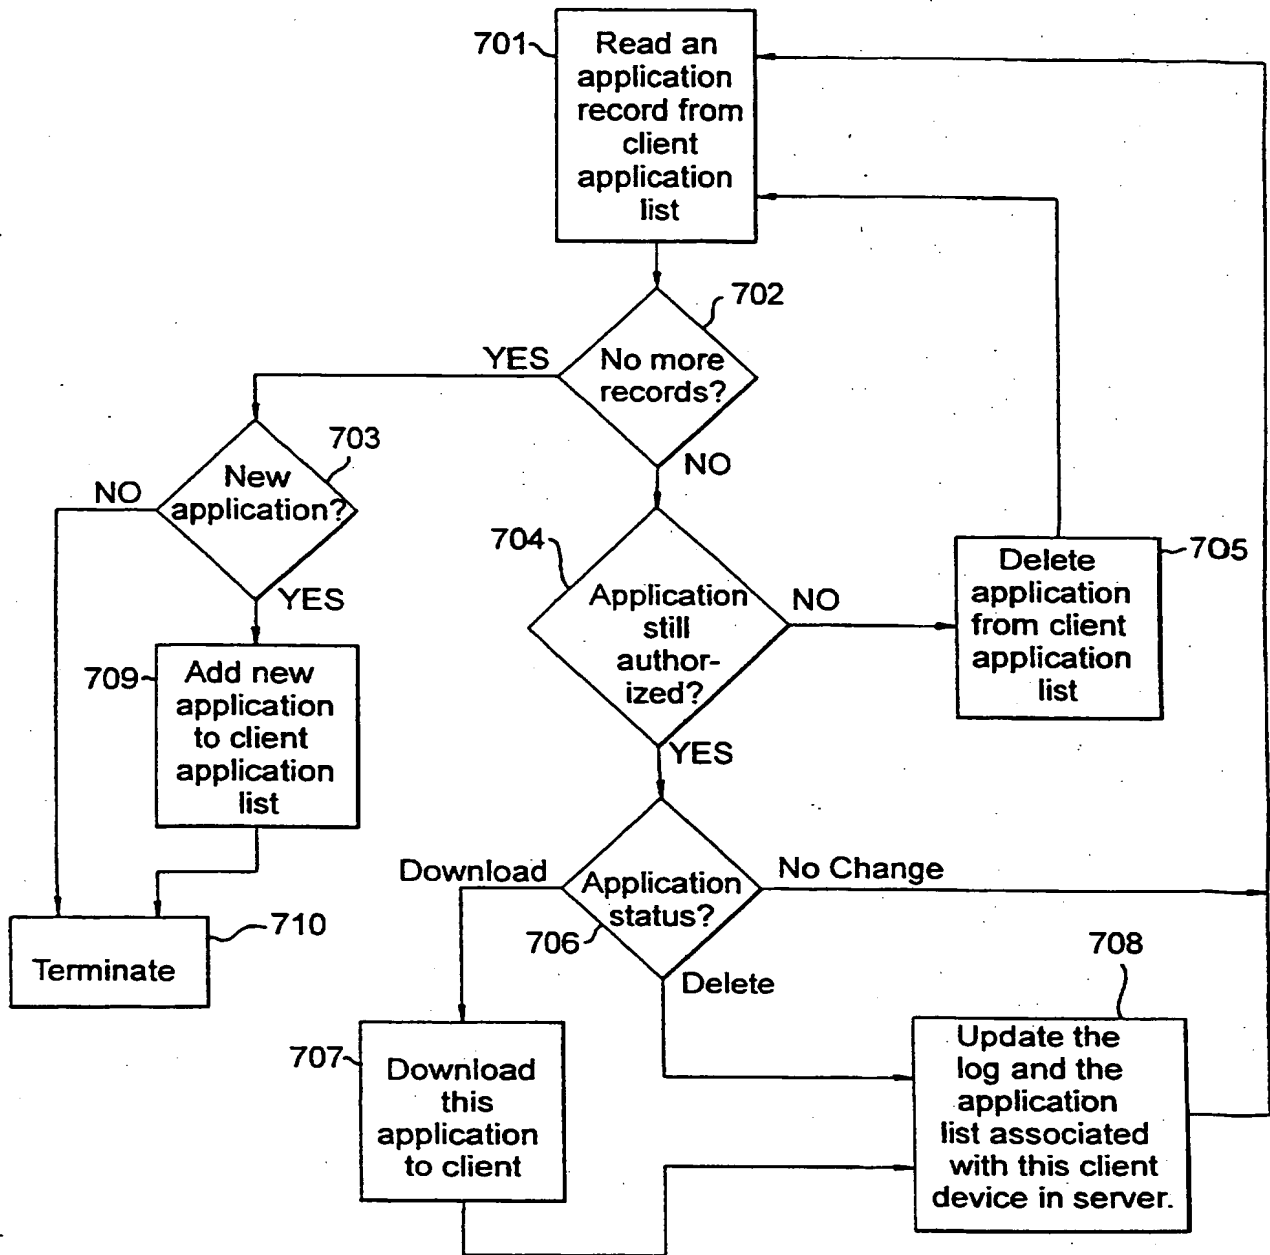 701
Read an
application
record from
client
application
list
702
YES
No more
records?
703
NO
New
application?
NO
704
705
Delete
application
from client
application
list
YES
Application
still
author-
ized?
NO
709
Add new
application
to client
application
list
YES
Download
Application
status?
No Change
706
710
Terminate
Delete
708
707
Download
this
application
to client
Update the
log and the
application
list associated
with this client
device in server.